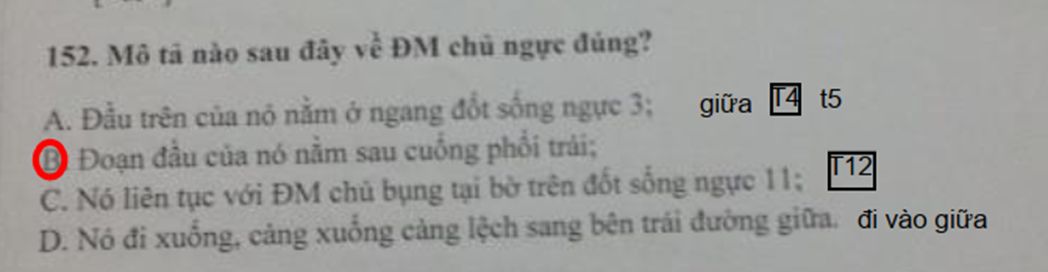 152. Mô tả nào sau đây về ĐM chủ ngực đúng?
A. Đầu trên của nó nằm ở ngang đốt sống ngực 3; giữa T4 t5
B Đoạn đầu của nó nằm sau cuống phổi trái;
C. Nó liên tục với ĐM chủ bụng tại bờ trên đốt sống ngực 11; T12
D. Nó đi xuống, càng xuống càng lệch sang bên trái đường giữa. đi vào giữa